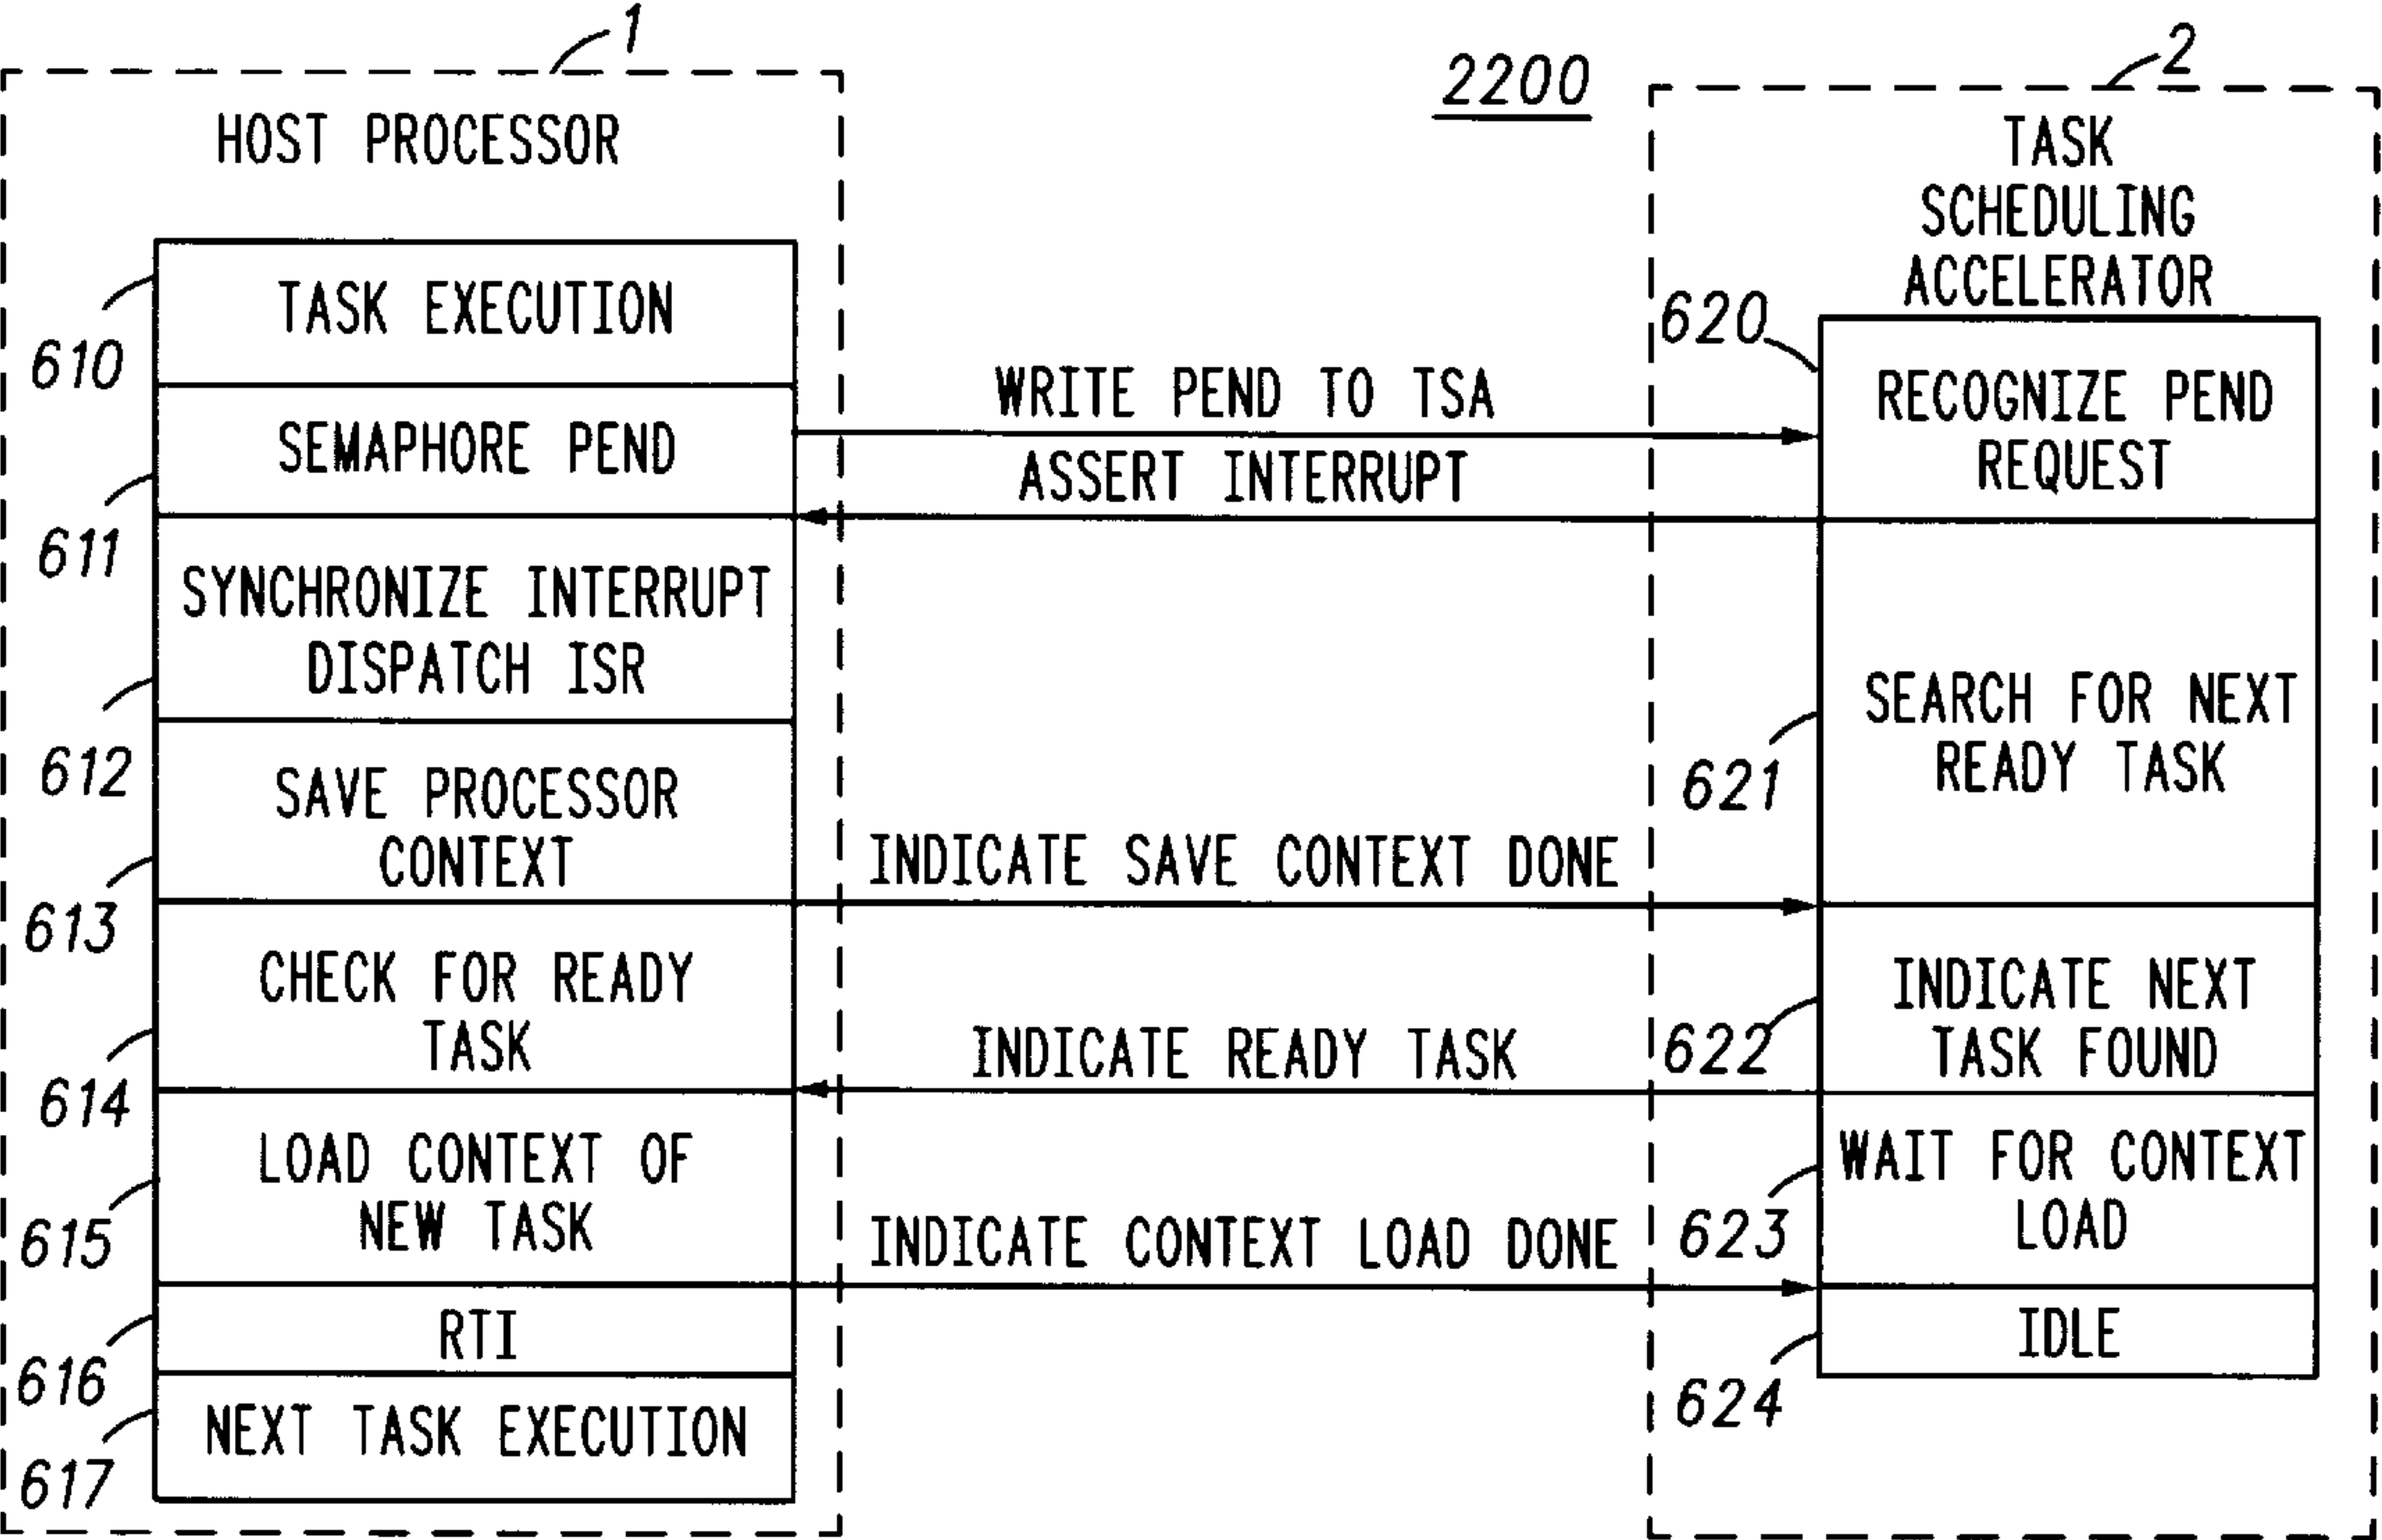 1
HOST PROCESSOR
TASK EXECUTION
610
SEMAPHORE PEND
611
SYNCHRONIZE INTERRUPT
DISPATCH ISR
612
SAVE PROCESSOR
CONTEXT
613
CHECK FOR READY
TASK
614
LOAD CONTEXT OF
NEW TASK
615
RTI
616
NEXT TASK EXECUTION
617
2200
WRITE PEND TO TSA
ASSERT INTERRUPT
INDICATE SAVE CONTEXT DONE
INDICATE READY TASK
INDICATE CONTEXT LOAD DONE
2
TASK
SCHEDULING
ACCELERATOR
620
RECOGNIZE PEND
REQUEST
SEARCH FOR NEXT
READY TASK
621
INDICATE NEXT
TASK FOUND
622
WAIT FOR CONTEXT
LOAD
623
IDLE
624